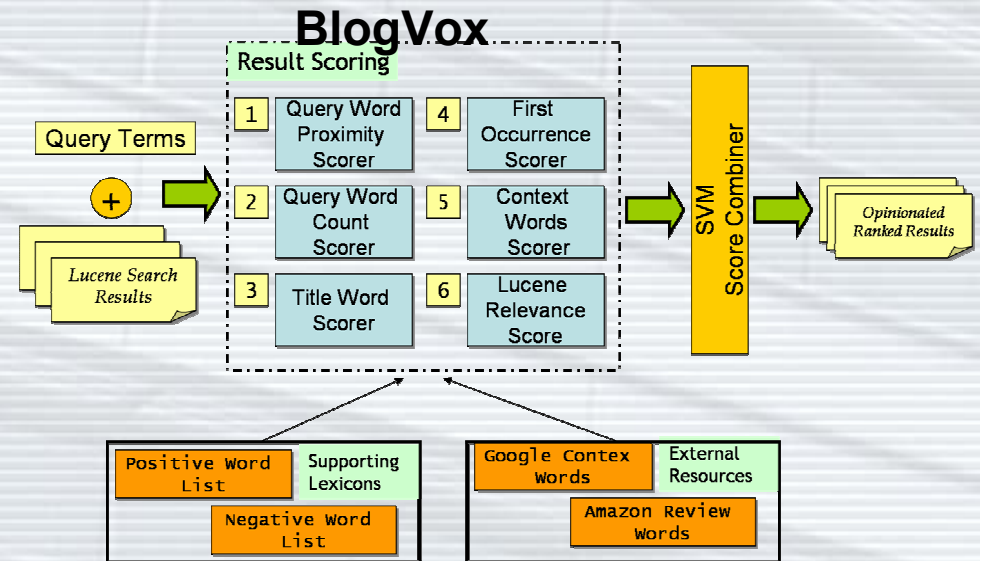 BlogVox
Result Scoring
Query Terms
+
Lucene Search
Results
1
Query Word
Proximity
Scorer
2
Query Word
Count
Scorer
3
Title Word
Scorer
4
First
Occurrence
Scorer
5
Context
Words
Scorer
6
Lucene
Relevance
Score
SVM
Score Combiner
Opinionated
Ranked Results
Positive Word
List
Supporting
Lexicons
Negative Word
List
Google Contex
Words
External
Resources
Amazon Review
Words